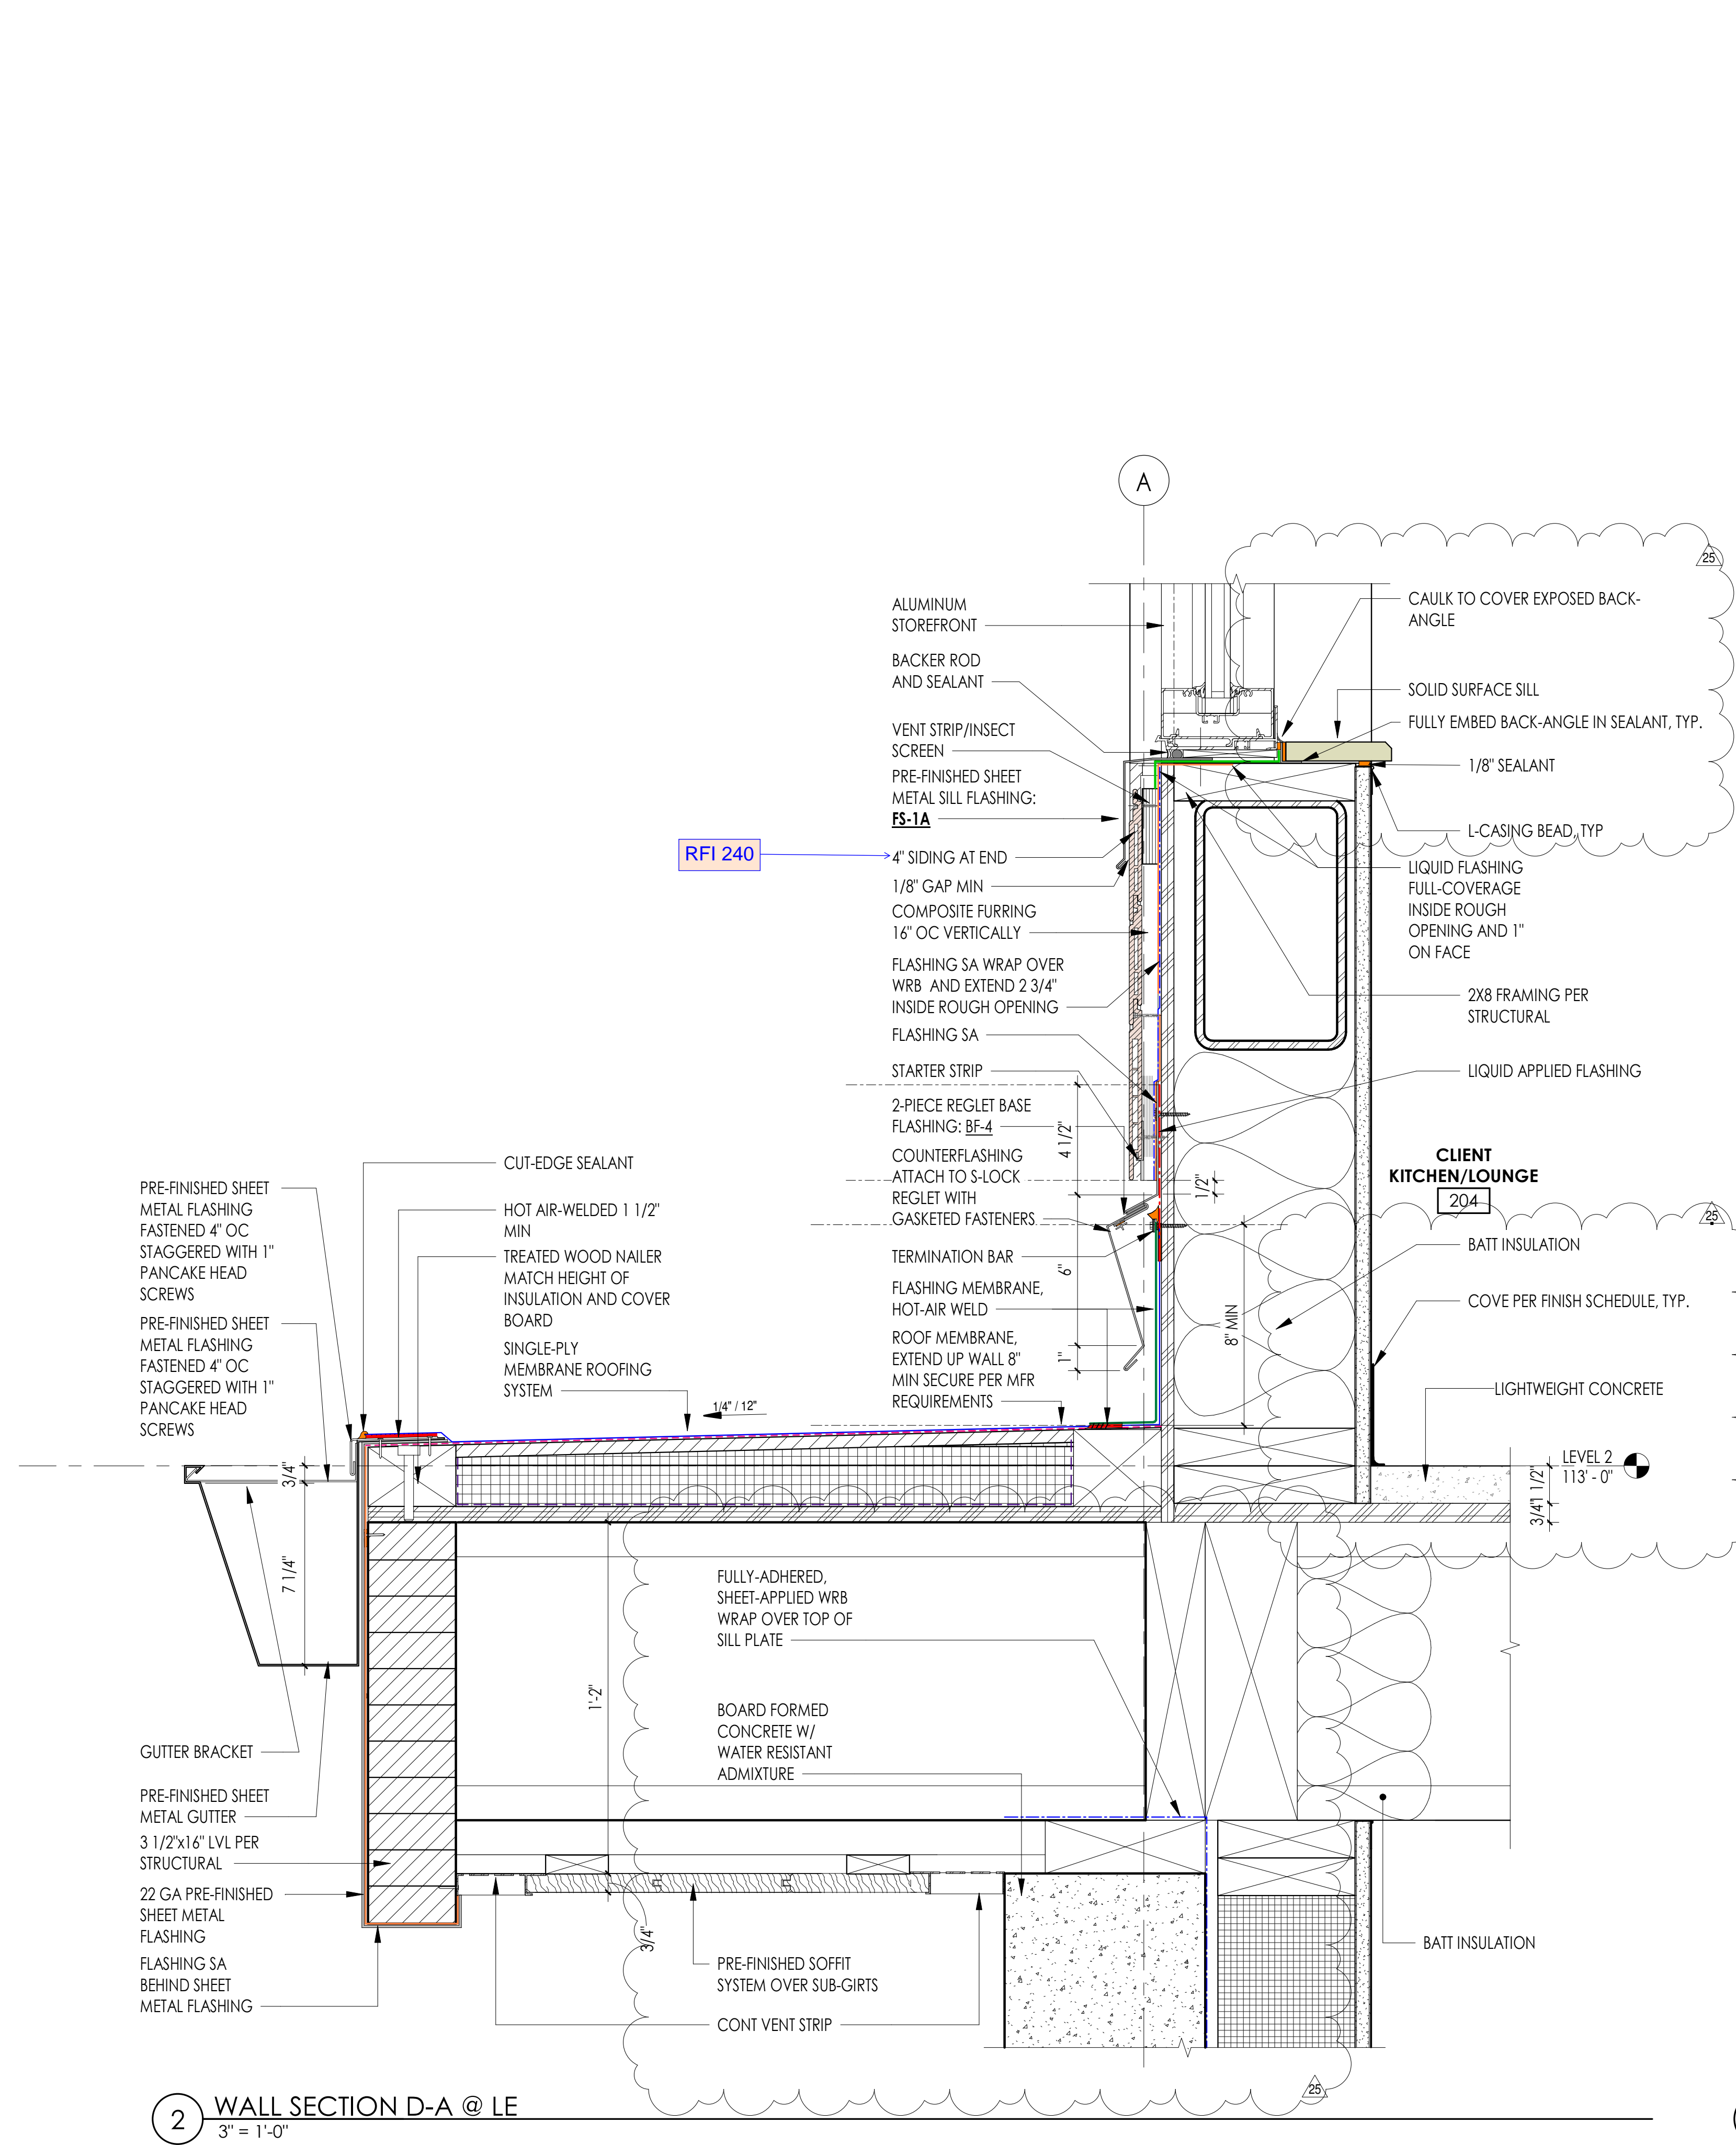 A
25
ALUMINUM
STOREFRONT
BACKER ROD
AND SEALANT
VENT STRIP/INSECT
SCREEN
PRE-FINISHED SHEET
METAL SILL FLASHING:
FS-1A
RFI 240
4" SIDING AT END
1/8" GAP MIN
COMPOSITE FURRING
16" OC VERTICALLY
FLASHING SA WRAP OVER
WRB AND EXTEND 2 3/4"
INSIDE ROUGH OPENING
FLASHING SA
STARTER STRIP
2-PIECE REGLET BASE
FLASHING: BF-4
COUNTERFLASHING
ATTACH TO S-LOCK
REGLET WITH
GASKETED FASTENERS
TERMINATION BAR
FLASHING MEMBRANE,
HOT-AIR WELD
ROOF MEMBRANE,
EXTEND UP WALL 8"
MIN SECURE PER MFR
REQUIREMENTS
4 1/2"
6"
1"
1/2"
8" MIN
CAULK TO COVER EXPOSED BACK-
ANGLE
SOLID SURFACE SILL
FULLY EMBED BACK-ANGLE IN SEALANT, TYP.
1/8" SEALANT
L-CASING BEAD, TYP
LIQUID FLASHING
FULL-COVERAGE
INSIDE ROUGH
OPENING AND 1"
ON FACE
2X8 FRAMING PER
STRUCTURAL
LIQUID APPLIED FLASHING
CLIENT
KITCHEN/LOUNGE
204
25
BATT INSULATION
COVE PER FINISH SCHEDULE, TYP.
LIGHTWEIGHT CONCRETE
LEVEL 2
113' - 0"
1 1/2"
3/4"
CUT-EDGE SEALANT
HOT AIR-WELDED 1 1/2"
MIN
TREATED WOOD NAILER
MATCH HEIGHT OF
INSULATION AND COVER
BOARD
SINGLE-PLY
MEMBRANE ROOFING
SYSTEM
1/4" / 12"
PRE-FINISHED SHEET
METAL FLASHING
FASTENED 4" OC
STAGGERED WITH 1"
PANCAKE HEAD
SCREWS
PRE-FINISHED SHEET
METAL FLASHING
FASTENED 4" OC
STAGGERED WITH 1"
PANCAKE HEAD
SCREWS
3/4"
7 1/4"
GUTTER BRACKET
PRE-FINISHED SHEET
METAL GUTTER
3 1/2"x16" LVL PER
STRUCTURAL
22 GA PRE-FINISHED
SHEET METAL
FLASHING
FLASHING SA
BEHIND SHEET
METAL FLASHING
1'-2"
3/4"
FULLY-ADHERED,
SHEET-APPLIED WRB
WRAP OVER TOP OF
SILL PLATE
BOARD FORMED
CONCRETE W/
WATER RESISTANT
ADMIXTURE
PRE-FINISHED SOFFIT
SYSTEM OVER SUB-GIRTS
CONT VENT STRIP
BATT INSULATION
25
2
WALL SECTION D-A @ LE
3" = 1'-0"